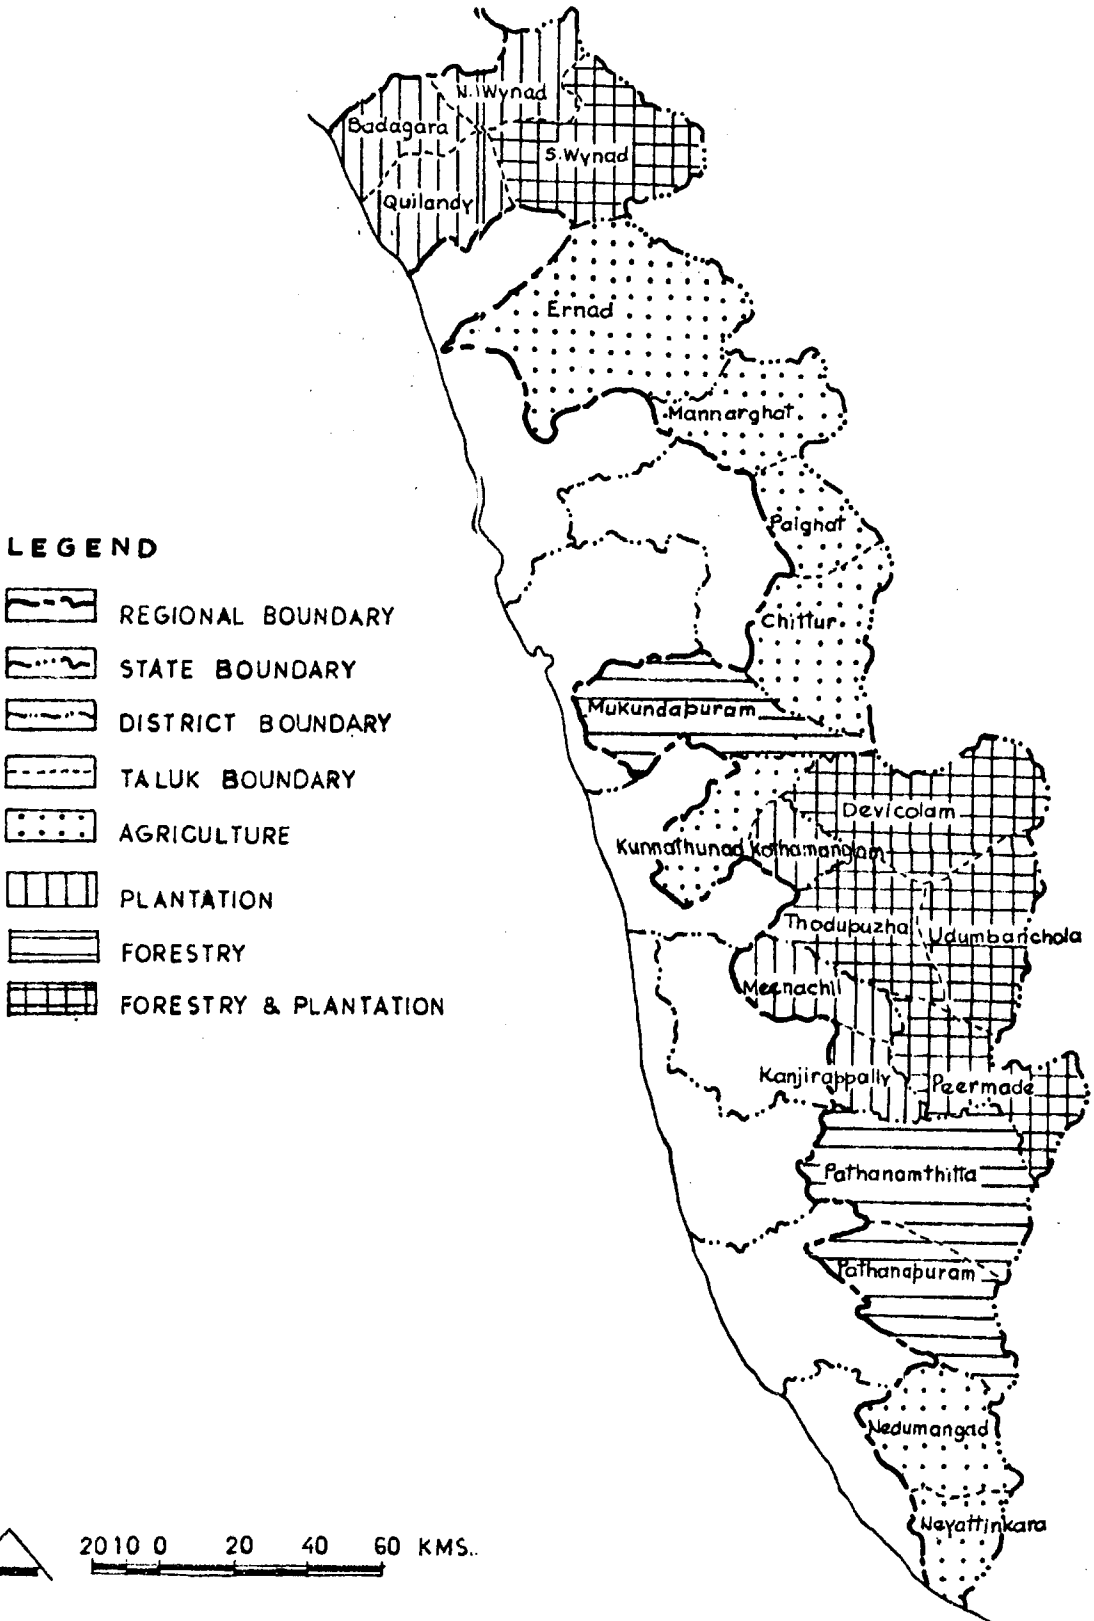 N. Wynad
Badagara
S. Wynad
Quilandy
Ernad
Mannarghat
Palghat
Chittur
Mukundapuram
Devicolam
Kunnathunad Kothamanglam
Thodupuzha
Udumbanchola
Meenachil
Kanjirappally
Peermade
Pathanamthitta
Pathanapuram
Nedumangad
Neyattinkara
LEGEND
REGIONAL BOUNDARY
STATE BOUNDARY
DISTRICT BOUNDARY
TALUK BOUNDARY
AGRICULTURE
PLANTATION
FORESTRY
FORESTRY & PLANTATION
20 10 0 20 40 60 KMS..